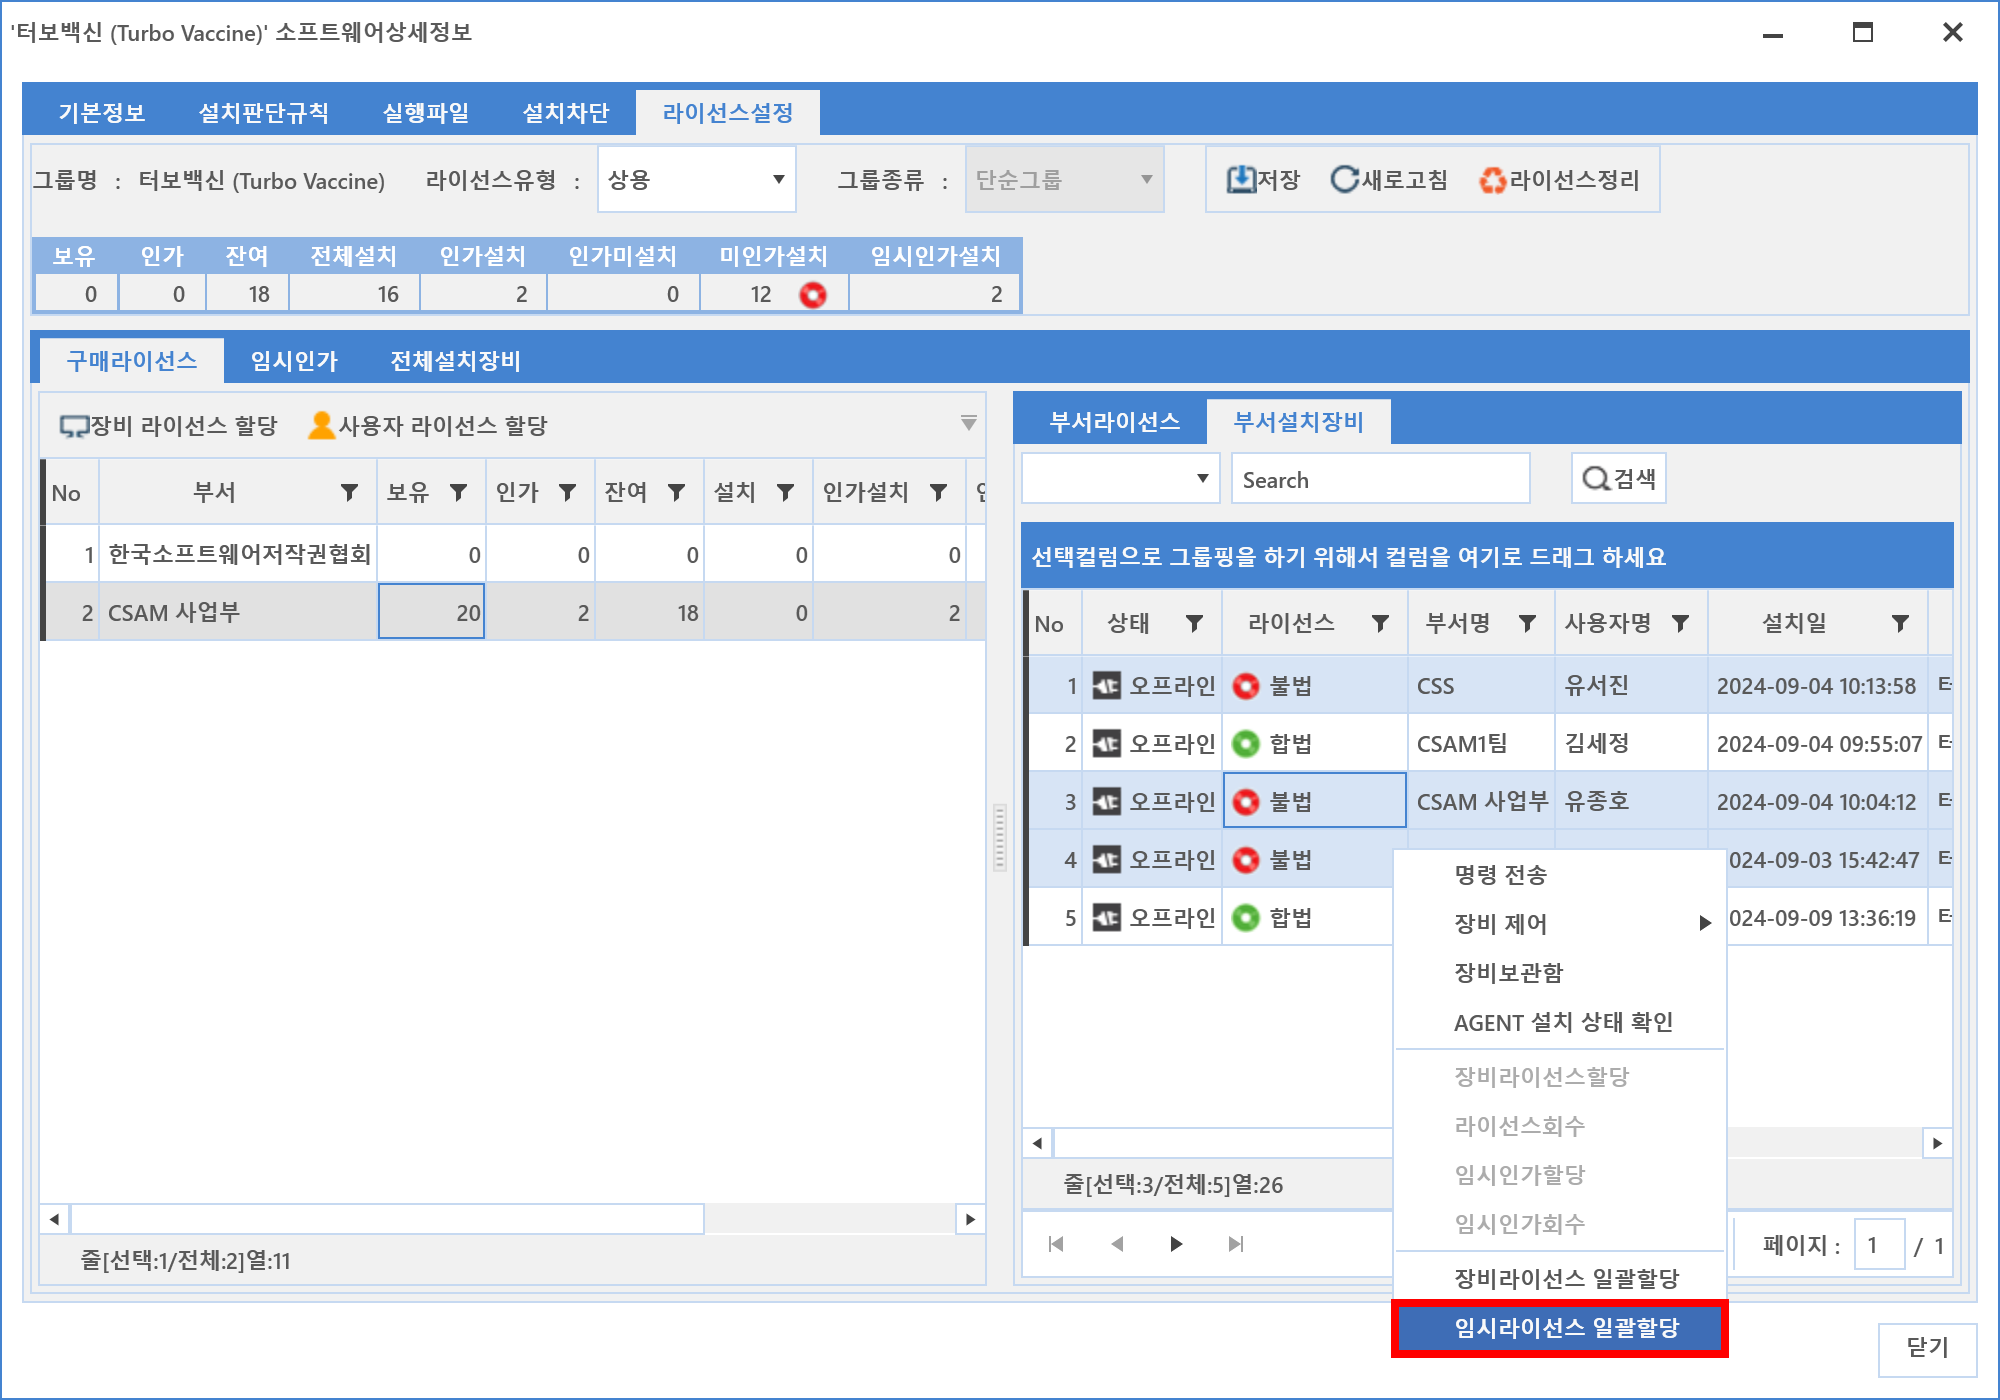 '터보백신 (Turbo Vaccine)' 소프트웨어상세정보
기본정보 설치판단규칙 실행파일 설치차단 라이선스설정
그룹명 : 터보백신 (Turbo Vaccine) 라이선스유형 : 상용 그룹종류 : 단순그룹 저장 새로고침 라이선스정리
보유 인가 잔여 전체설치 인가설치 인가미설치 미인가설치 임시인가설치
0 0 18 16 2 0 12 2
구매라이선스 임시인가 전체설치장비
장비 라이선스 할당 사용자 라이선스 할당
No 부서 보유 인가 잔여 설치 인가설치
1 한국소프트웨어저작권협회 0 0 0 0 0
2 CSAM 사업부 20 2 18 0 2
줄[선택:1/전체:2]열:11
부서라이선스 부서설치장비
Search 검색
선택컬럼으로 그룹핑을 하기 위해서 컬럼을 여기로 드래그 하세요
No 상태 라이선스 부서명 사용자명 설치일
1 오프라인 불법 CSS 유서진 2024-09-04 10:13:58
2 오프라인 합법 CSAM1팀 김세정 2024-09-04 09:55:07
3 오프라인 불법 CSAM 사업부 유종호 2024-09-04 10:04:12
4 오프라인 불법 024-09-03 15:42:47
5 오프라인 합법 024-09-09 13:36:19
명령 전송
장비 제어
장비보관함
AGENT 설치 상태 확인
장비라이선스할당
라이선스회수
임시인가할당
임시인가회수
장비라이선스 일괄할당
임시라이선스 일괄할당
줄[선택:3/전체:5]열:26
페이지 : 1 / 1
닫기